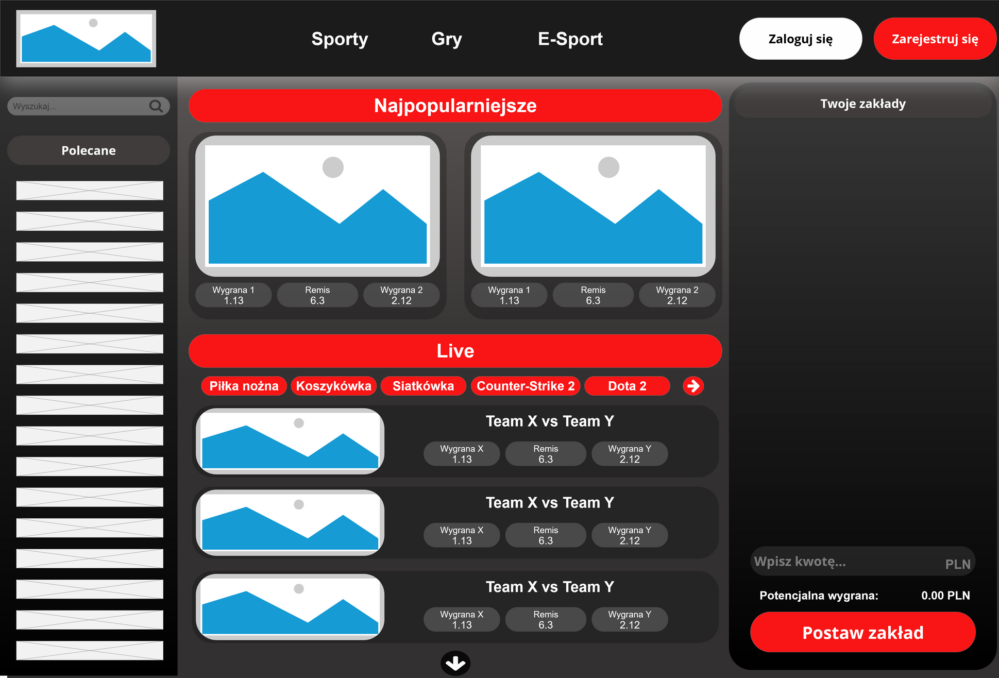 Sporty
Gry
E-Sport
Zaloguj się
Zarejestruj się
Wyszukaj...
Polecane
Najpopularniejsze
Wygrana 1
1.13
Remis
6.3
Wygrana 2
2.12
Wygrana 1
1.13
Remis
6.3
Wygrana 2
2.12
Live
Piłka nożna
Koszykówka
Siatkówka
Counter-Strike 2
Dota 2
Team X vs Team Y
Wygrana X
1.13
Remis
6.3
Wygrana Y
2.12
Team X vs Team Y
Wygrana X
1.13
Remis
6.3
Wygrana Y
2.12
Team X vs Team Y
Wygrana X
1.13
Remis
6.3
Wygrana Y
2.12
Twoje zakłady
Wpisz kwotę...
PLN
Potencjalna wygrana:
0.00 PLN
Postaw zakład